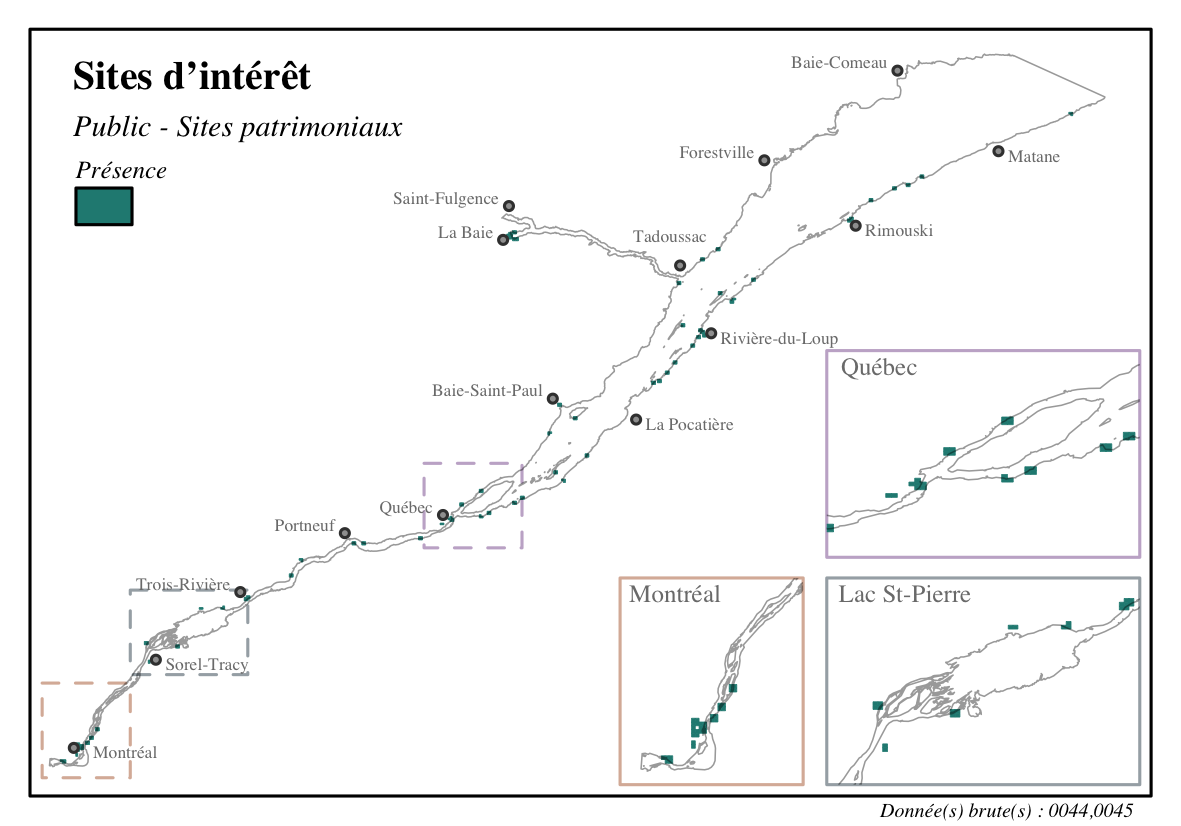 Sites d’intérêt
Public - Sites patrimoniaux
Présence
Baie-Comeau
Forestville
Matane
Saint-Fulgence
La Baie
Tadoussac
Rimouski
Rivière-du-Loup
Baie-Saint-Paul
La Pocatière
Québec
Portneuf
Trois-Rivière
Sorel-Tracy
Montréal
Québec
Montréal
Lac St-Pierre
Donnée(s) brute(s) : 0044,0045